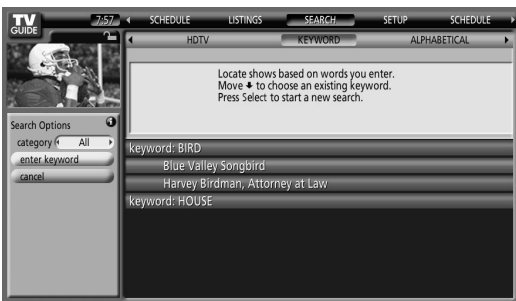 TV
GUIDE
7:57
SCHEDULE LISTINGS SEARCH SETUP SCHEDULE
HDTV KEYWORD ALPHABETICAL
Locate shows based on words you enter.
Move ⬇ to choose an existing keyword.
Press Select to start a new search.
Search Options
category All
enter keyword
cancel
keyword: BIRD
Blue Valley Songbird
Harvey Birdman, Attorney at Law
keyword: HOUSE